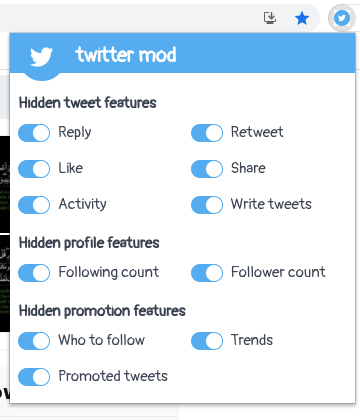 twitter mod
Hidden tweet features
Reply
Retweet
Like
Share
Activity
Write tweets
Hidden profile features
Following count
Follower count
Hidden promotion features
Who to follow
Trends
Promoted tweets